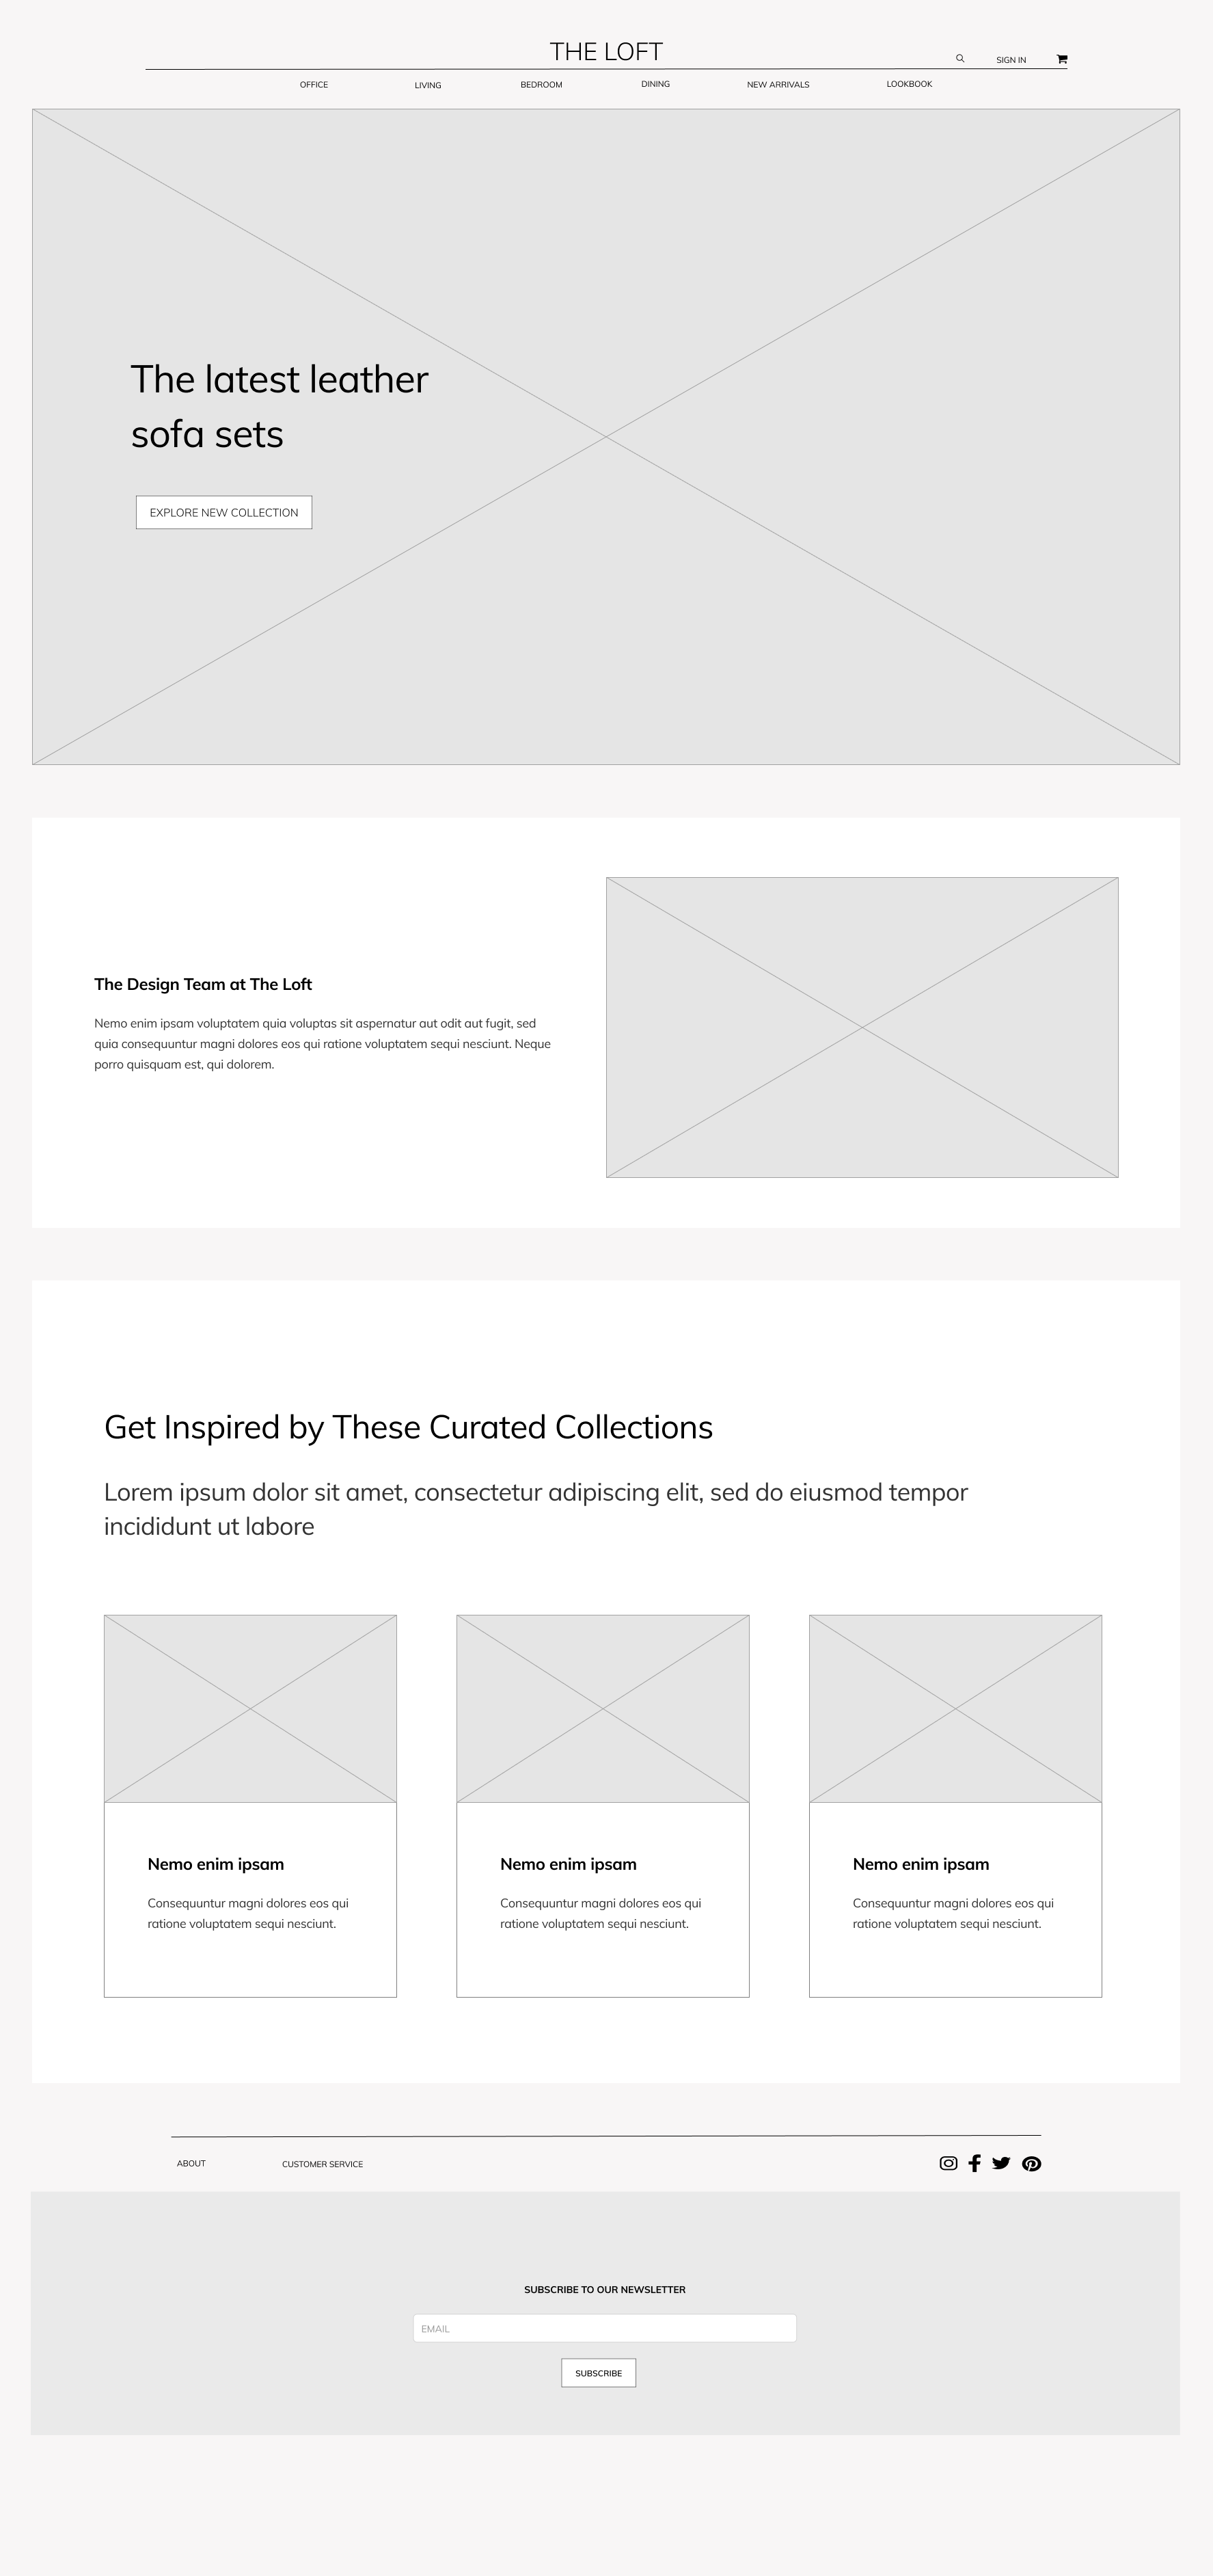 THE LOFT
SIGN IN
OFFICE LIVING BEDROOM DINING NEW ARRIVALS LOOKBOOK
The latest leather
sofa sets
EXPLORE NEW COLLECTION
The Design Team at The Loft
Nemo enim ipsam voluptatem quia voluptas sit aspernatur aut odit aut fugit, sed
quia consequuntur magni dolores eos qui ratione voluptatem sequi nesciunt. Neque
porro quisquam est, qui dolorem.
Get Inspired by These Curated Collections
Lorem ipsum dolor sit amet, consectetur adipiscing elit, sed do eiusmod tempor
incididunt ut labore
Nemo enim ipsam
Consequuntur magni dolores eos qui
ratione voluptatem sequi nesciunt.
Nemo enim ipsam
Consequuntur magni dolores eos qui
ratione voluptatem sequi nesciunt.
Nemo enim ipsam
Consequuntur magni dolores eos qui
ratione voluptatem sequi nesciunt.
ABOUT CUSTOMER SERVICE
SUBSCRIBE TO OUR NEWSLETTER
EMAIL
SUBSCRIBE